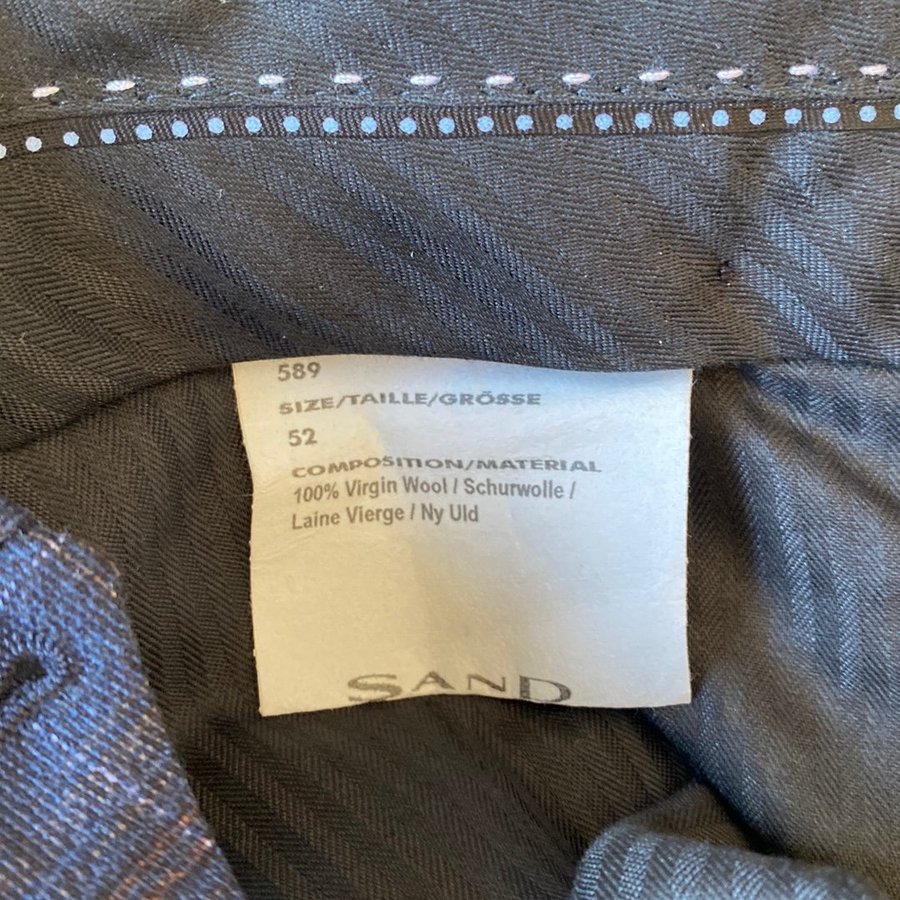 589
SIZE/TAILLE/GRÖSSE
52
COMPOSITION/MATERIAL
100% Virgin Wool / Schurwolle /
Laine Vierge / Ny Uld
SAND